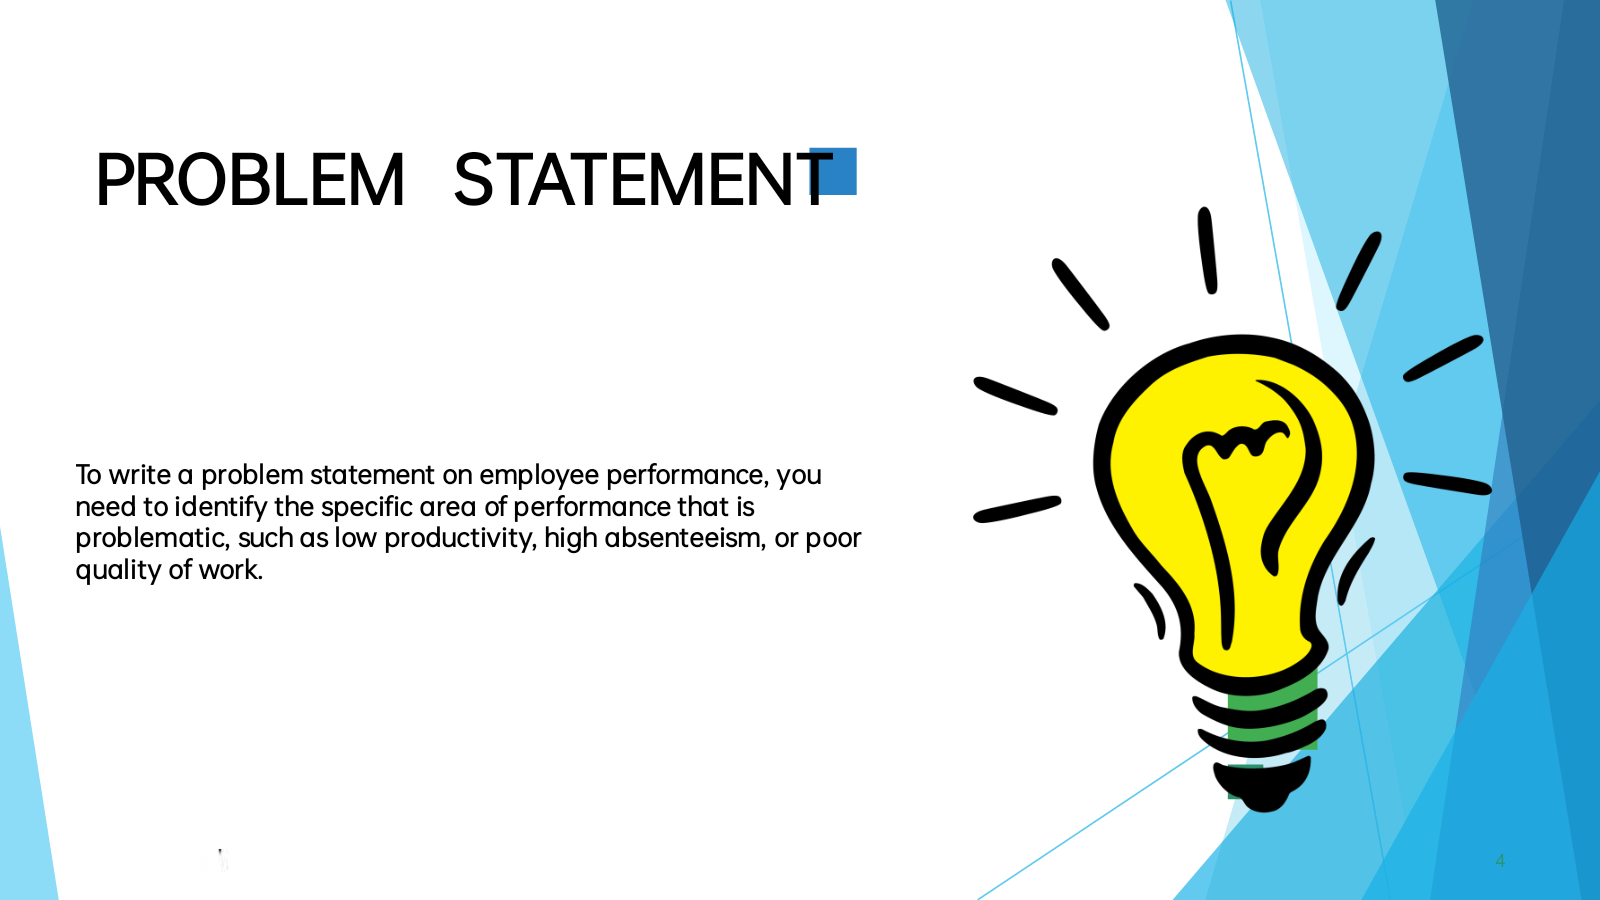 PROBLEM STATEMENT
To write a problem statement on employee performance, you
need to identify the specific area of performance that is
problematic, such as low productivity, high absenteeism, or poor
quality of work.
4